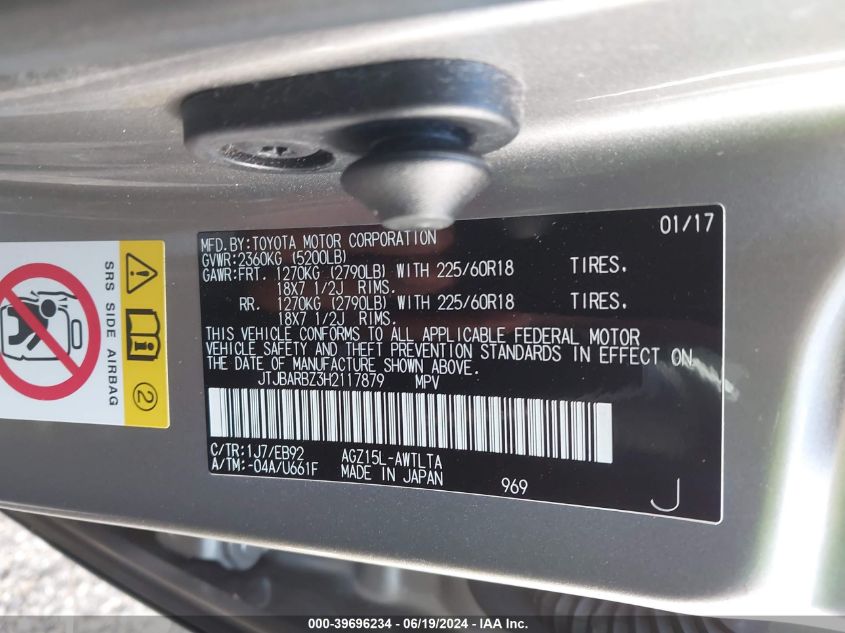 01/17
MFD.BY:TOYOTA MOTOR CORPORATION
GVWR:2360KG (5200LB)
GAWR:FRT. 1270KG (2790LB) WITH 225/60R18 TIRES.
18X7 1/2J RIMS.
RR. 1270KG (2790LB) WITH 225/60R18 TIRES.
18X7 1/2J RIMS.
THIS VEHICLE CONFORMS TO ALL APPLICABLE FEDERAL MOTOR
VEHICLE SAFETY AND THEFT PREVENTION STANDARDS IN EFFECT ON
THE DATE OF MANUFACTURE SHOWN ABOVE.
JTJBARBZ3H2117879 MPV
C/TR:1J7/EB92 AGZ15L-AWTLTA
A/TM:-04A/U661F MADE IN JAPAN 969
J
SRS SIDE AIRBAG
2
000-39696234 / 06/19/2024 - IAA Inc.